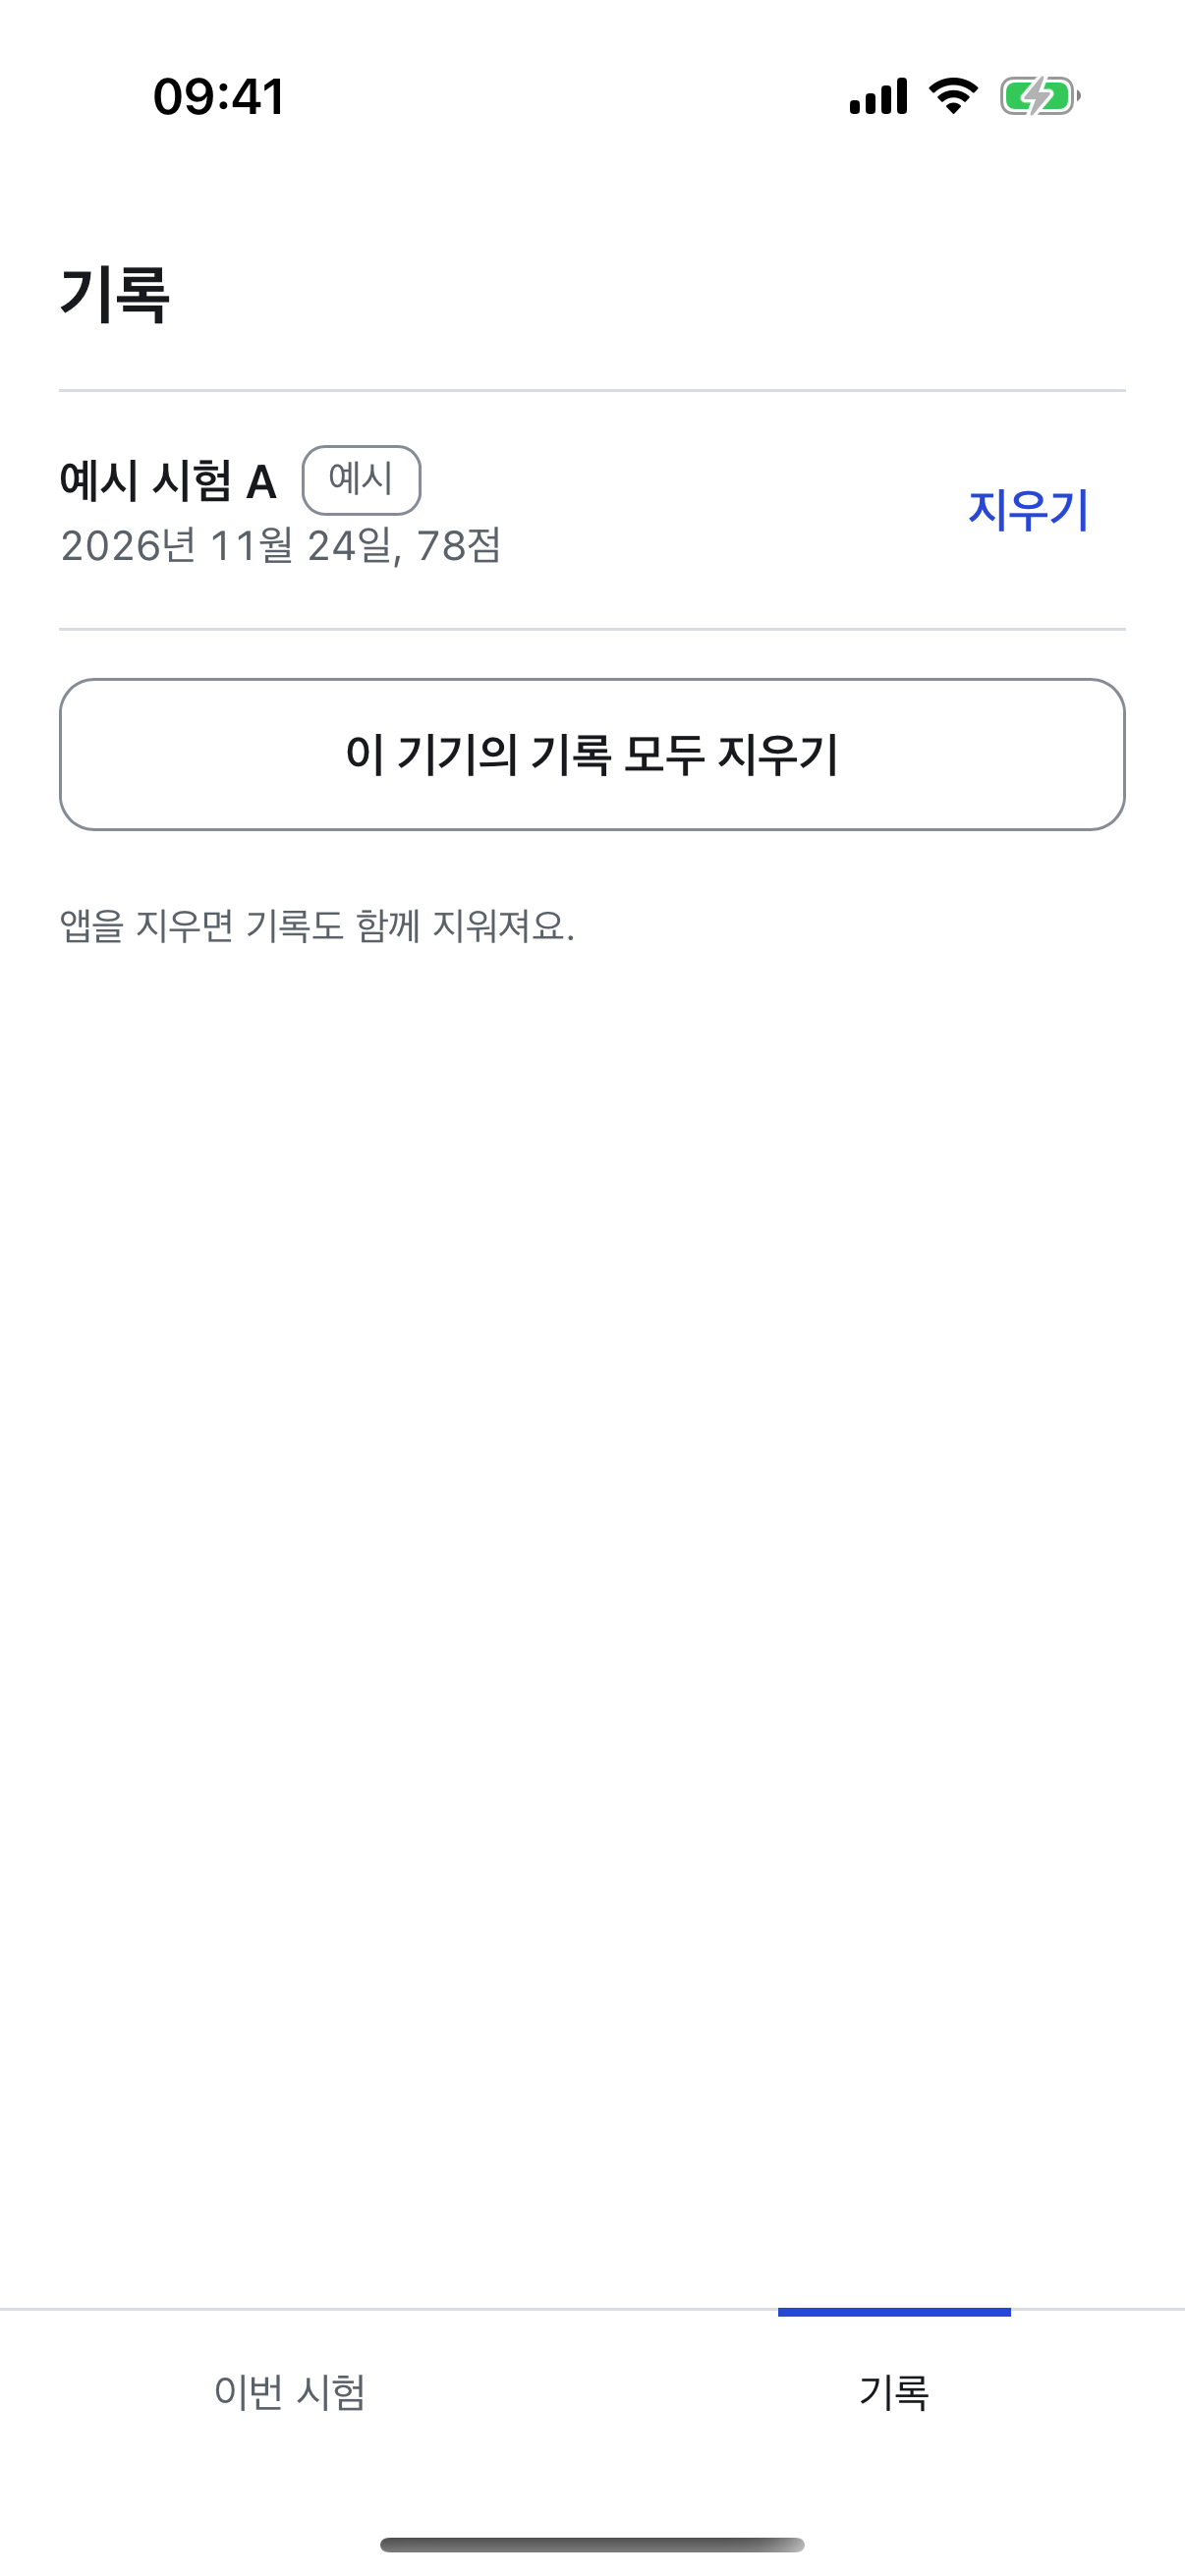 09:41
기록
예시 시험 A 예시
2026년 11월 24일, 78점
지우기
이 기기의 기록 모두 지우기
앱을 지우면 기록도 함께 지워져요.
이번 시험
기록